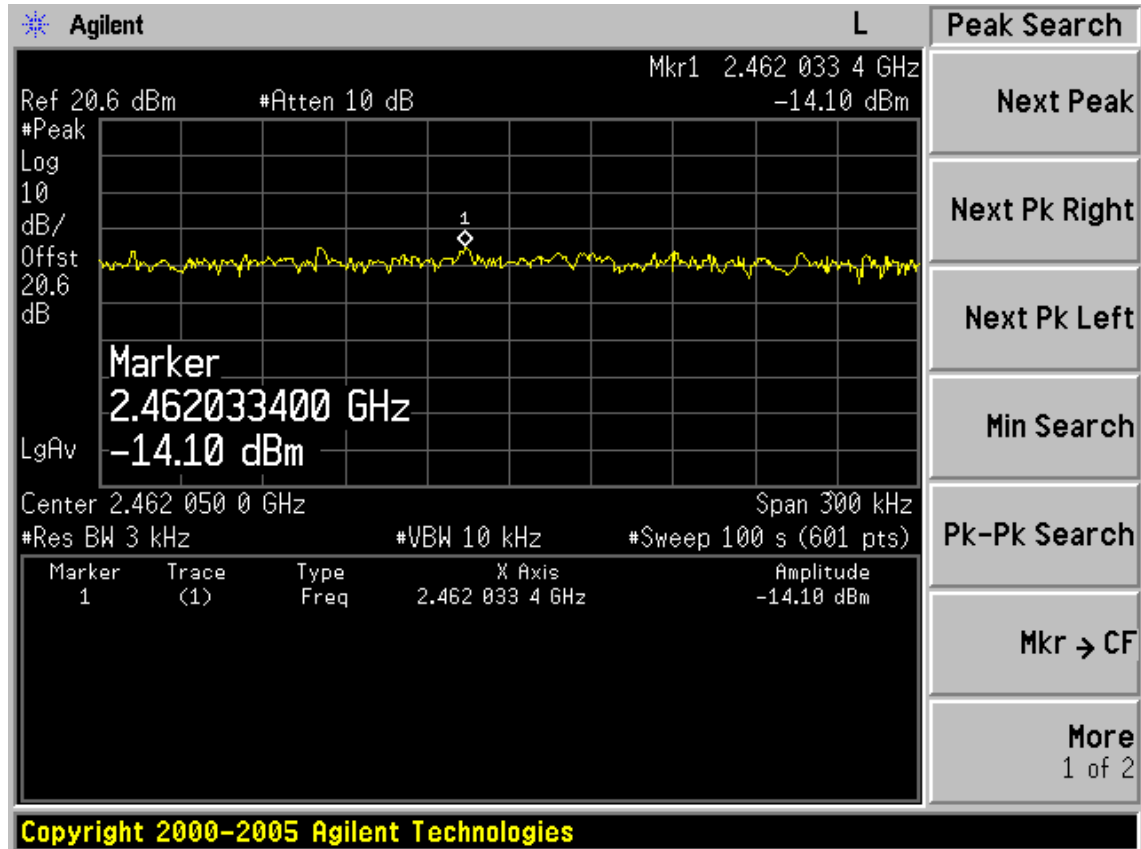 Agilent L Peak Search
Mkr1 2.462 033 4 GHz
Ref 20.6 dBm #Atten 10 dB -14.10 dBm
#Peak
Log
10
dB/
Offst
20.6
dB
1
Marker
2.462033400 GHz
-14.10 dBm
LgAv
Center 2.462 050 0 GHz Span 300 kHz
#Res BW 3 kHz #VBW 10 kHz #Sweep 100 s (601 pts)
Marker Trace Type X Axis Amplitude
1 (1) Freq 2.462 033 4 GHz -14.10 dBm
Next Peak
Next Pk Right
Next Pk Left
Min Search
Pk-Pk Search
Mkr → CF
More
1 of 2
Copyright 2000-2005 Agilent Technologies